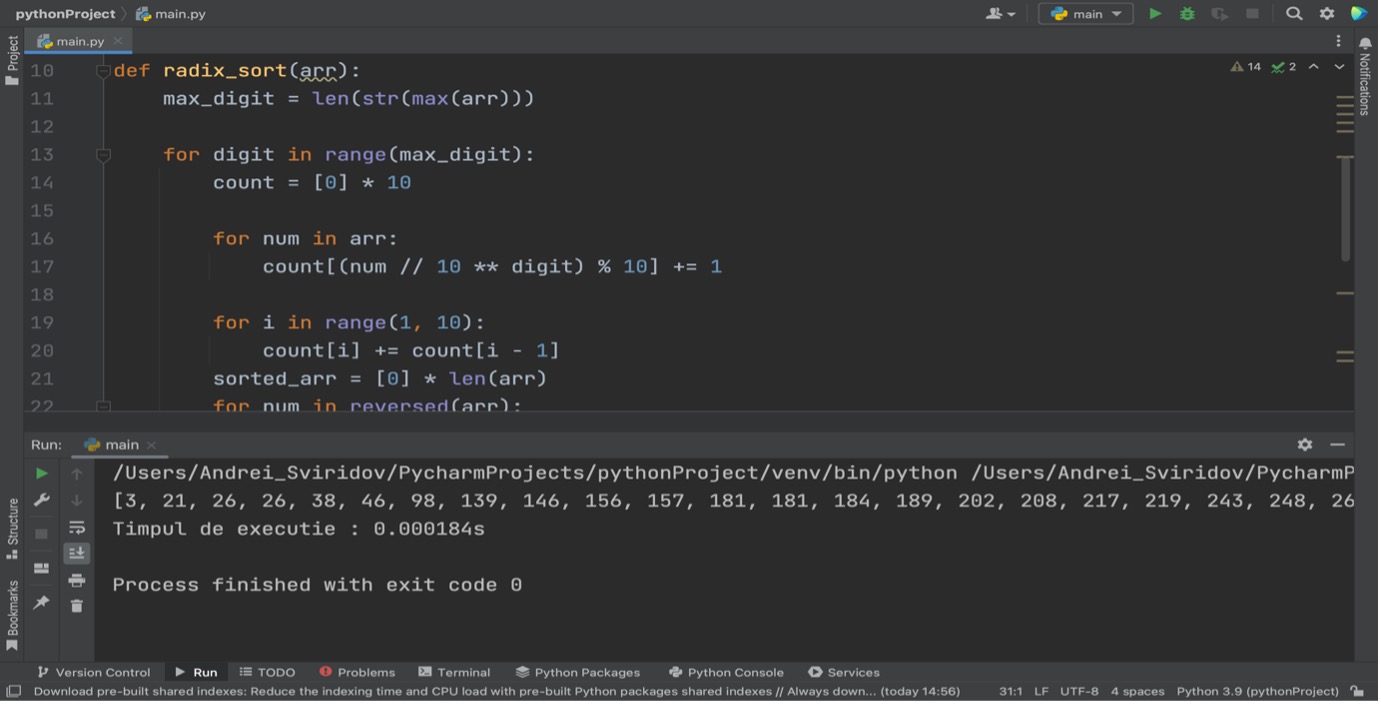 pythonProject main.py main
main.py
Project
Notifications
14 2
10 def radix_sort(arr):
11 max_digit = len(str(max(arr)))
12
13 for digit in range(max_digit):
14 count = [0] * 10
15
16 for num in arr:
17 count[(num // 10 ** digit) % 10] += 1
18
19 for i in range(1, 10):
20 count[i] += count[i - 1]
21 sorted_arr = [0] * len(arr)
22 for num in reversed(arr):
Run: main
/Users/Andrei_Sviridov/PycharmProjects/pythonProject/venv/bin/python /Users/Andrei_Sviridov/PycharmP
[3, 21, 26, 26, 38, 46, 98, 139, 146, 156, 157, 181, 181, 184, 189, 202, 208, 217, 219, 243, 248, 26
Timpul de executie : 0.000184s
Process finished with exit code 0
Structure
Bookmarks
Version Control Run TODO Problems Terminal Python Packages Python Console Services
Download pre-built shared indexes: Reduce the indexing time and CPU load with pre-built Python packages shared indexes // Always down... (today 14:56) 31:1 LF UTF-8 4 spaces Python 3.9 (pythonProject)